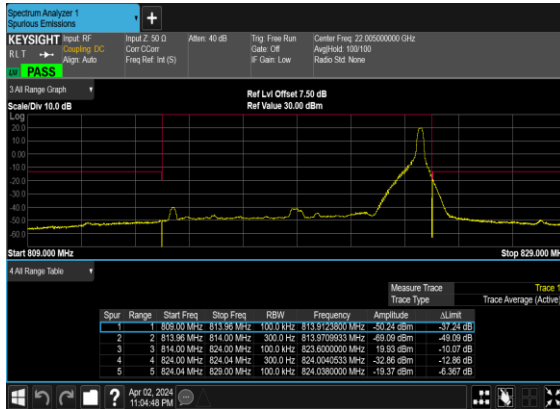 Spectrum Analyzer 1
Spurious Emissions
KEYSIGHT Input: RF Input Z: 50 Ω Atten: 40 dB Trig: Free Run Center Freq: 22.005000000 GHz
RLT Coupling: DC Corr CCorr Gate: Off Avg|Hold: 100/100
Align: Auto Freq Ref: Int (S) IF Gain: Low Radio Std: None
PASS
3 All Range Graph
Ref Lvl Offset 7.50 dB
Scale/Div 10.0 dB Ref Value 30.00 dBm
Log
20.0
10.0
0.00
-10.0
-20.0
-30.0
-40.0
-50.0
-60.0
Start 809.000 MHz Stop 829.000 MH
4 All Range Table
Measure Trace Trace 1
Trace Type Trace Average (Active)
Spur Range Start Freq Stop Freq RBW Frequency Amplitude ΔLimit
1 1 809.00 MHz 813.96 MHz 100.0 kHz 813.9123800 MHz -50.24 dBm -37.24 dB
2 2 813.96 MHz 814.00 MHz 300.0 Hz 813.9709933 MHz -69.09 dBm -49.09 dB
3 3 814.00 MHz 824.00 MHz 100.0 kHz 823.6000000 MHz 19.93 dBm -10.07 dB
4 4 824.00 MHz 824.04 MHz 300.0 Hz 824.0040533 MHz -32.86 dBm -12.86 dB
5 5 824.04 MHz 829.00 MHz 100.0 kHz 824.0380000 MHz -19.37 dBm -6.367 dB
Apr 02, 2024
11:04:48 PM